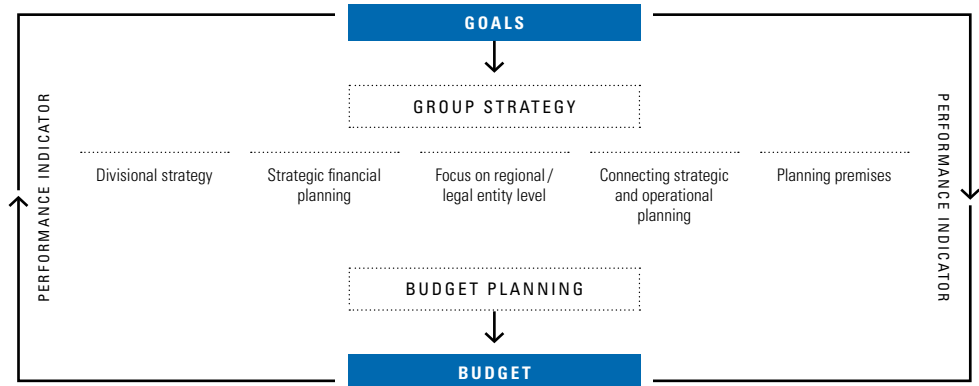 GOALS
GROUP STRATEGY
PERFORMANCE INDICATOR
PERFORMANCE INDICATOR
Divisional strategy
Strategic financial
planning
Focus on regional /
legal entity level
Connecting strategic
and operational
planning
Planning premises
BUDGET PLANNING
BUDGET